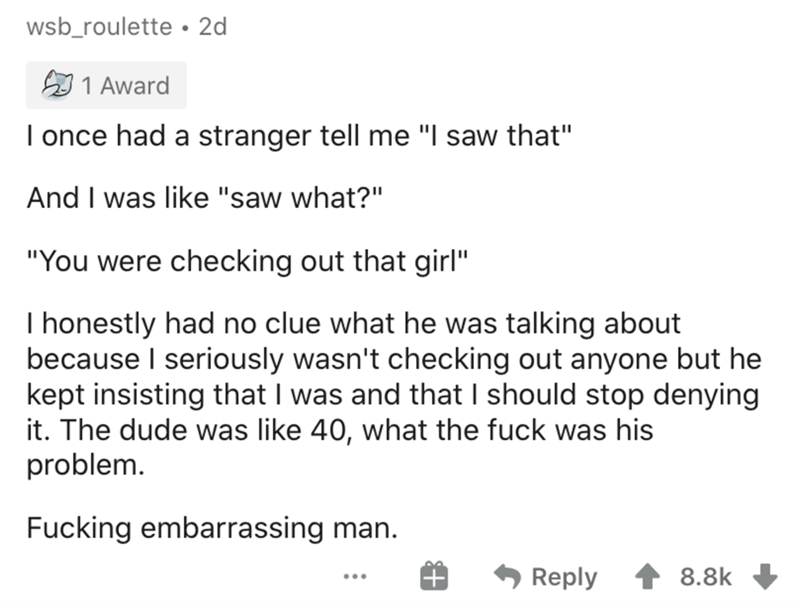 wsb_roulette • 2d
1 Award
I once had a stranger tell me "I saw that"
And I was like "saw what?"
"You were checking out that girl"
I honestly had no clue what he was talking about
because I seriously wasn't checking out anyone but he
kept insisting that I was and that I should stop denying
it. The dude was like 40, what the fuck was his
problem.
Fucking embarrassing man.
... Reply 8.8k